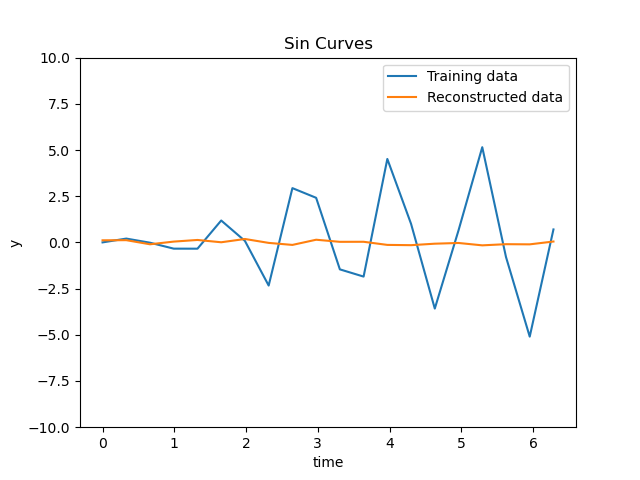 Sin Curves
Training data
Reconstructed data
10.0
7.5
5.0
2.5
0.0
−2.5
−5.0
−7.5
−10.0
y
0 1 2 3 4 5 6
time